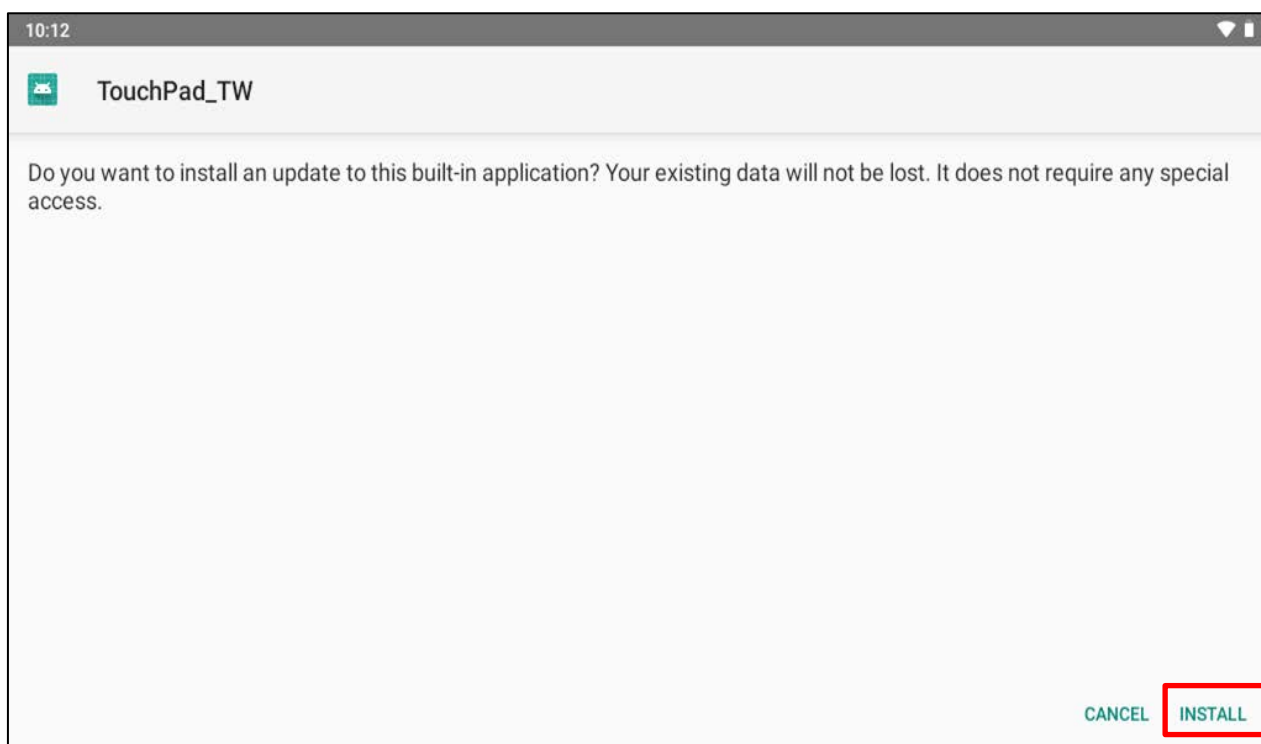 10:12
TouchPad_TW
Do you want to install an update to this built-in application? Your existing data will not be lost. It does not require any special
access.
CANCEL INSTALL